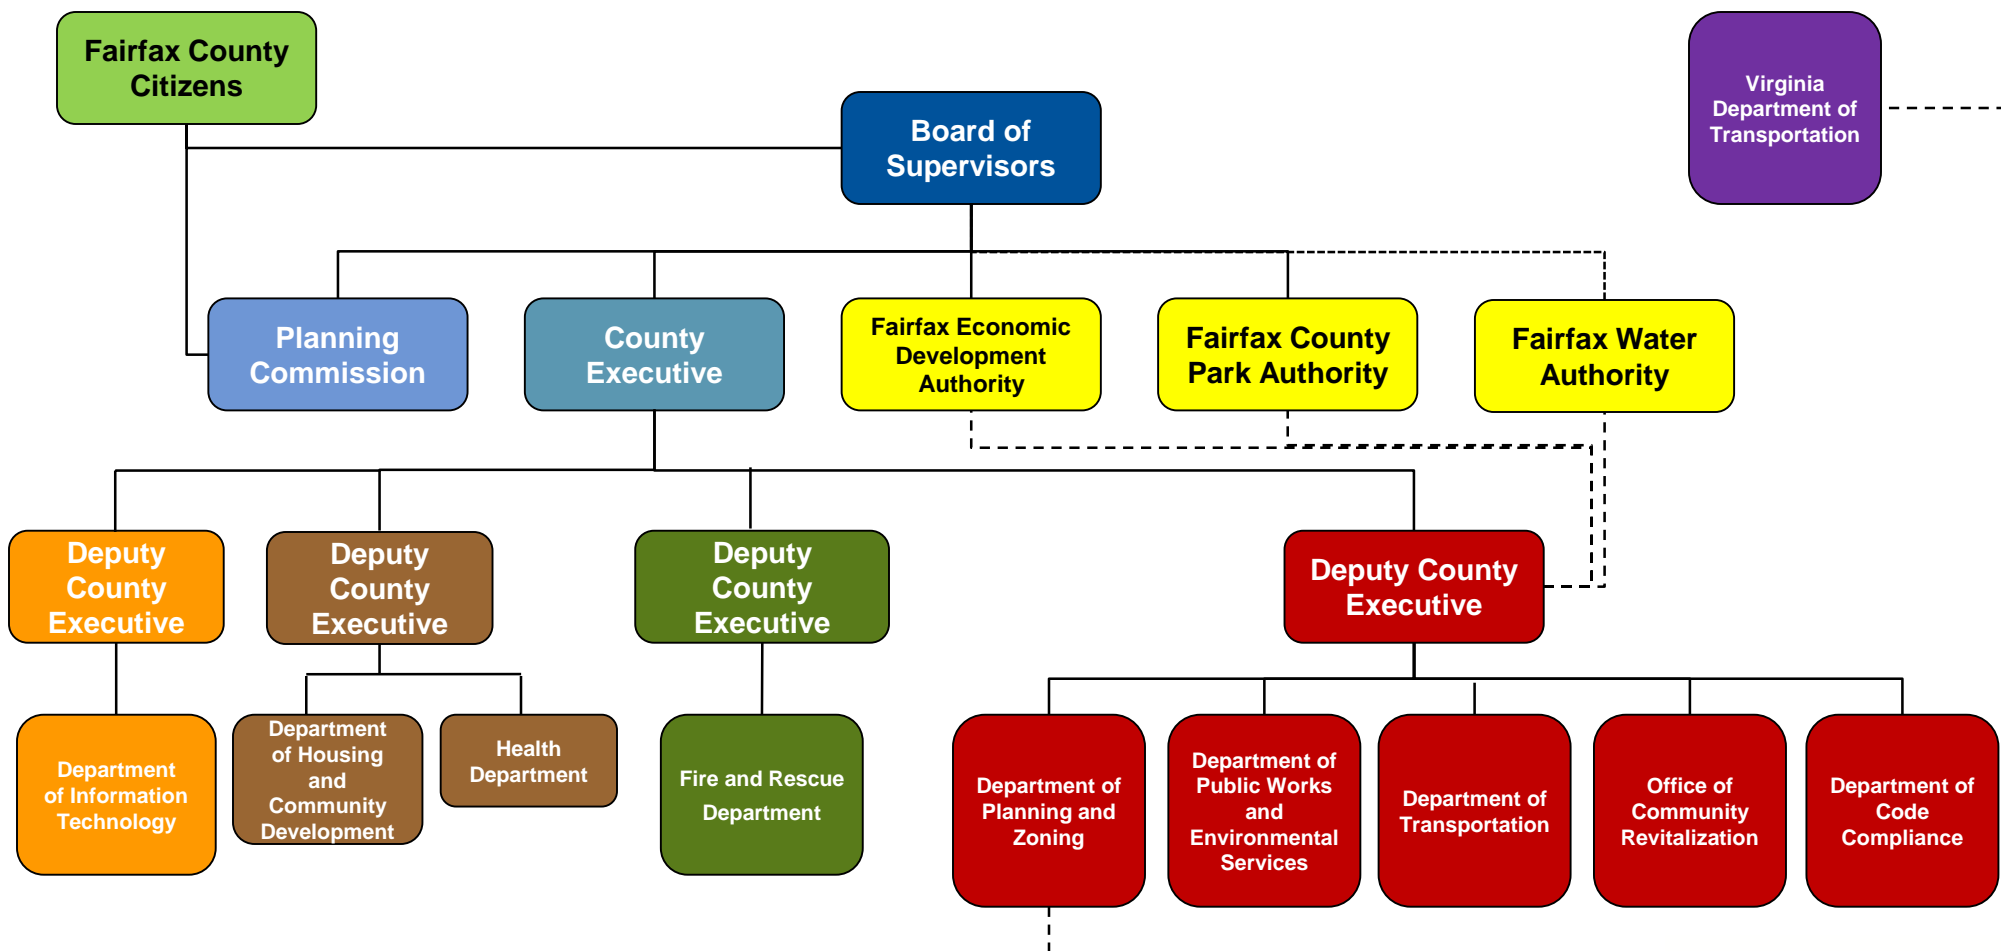 Fairfax County
Citizens
Virginia
Department of
Transportation
Board of
Supervisors
Planning
Commission
County
Executive
Fairfax Economic
Development
Authority
Fairfax County
Park Authority
Fairfax Water
Authority
Deputy
County
Executive
Deputy
County
Executive
Deputy
County
Executive
Deputy County
Executive
Department
of Information
Technology
Department
of Housing
and
Community
Development
Health
Department
Fire and Rescue
Department
Department of
Planning and
Zoning
Department of
Public Works
and
Environmental
Services
Department of
Transportation
Office of
Community
Revitalization
Department of
Code
Compliance